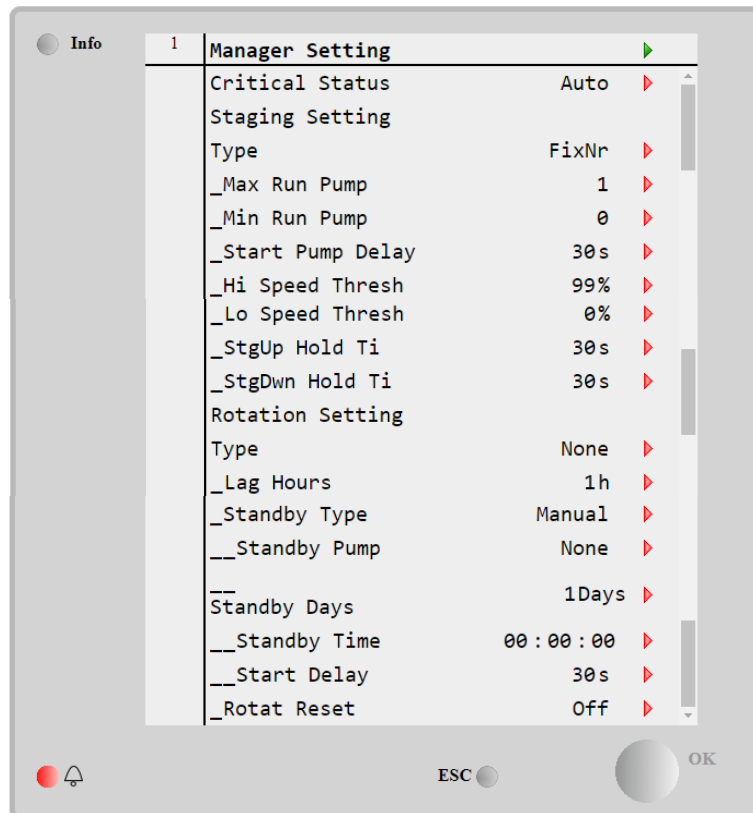 Info
1 Manager Setting
Critical Status Auto
Staging Setting
Type FixNr
_Max Run Pump 1
_Min Run Pump 0
_Start Pump Delay 30s
_Hi Speed Thresh 99%
_Lo Speed Thresh 0%
_StgUp Hold Ti 30s
_StgDwn Hold Ti 30s
Rotation Setting
Type None
_Lag Hours 1h
_Standby Type Manual
__Standby Pump None
__
Standby Days 1Days
__Standby Time 00:00:00
__Start Delay 30s
_Rotat Reset Off
OK
ESC